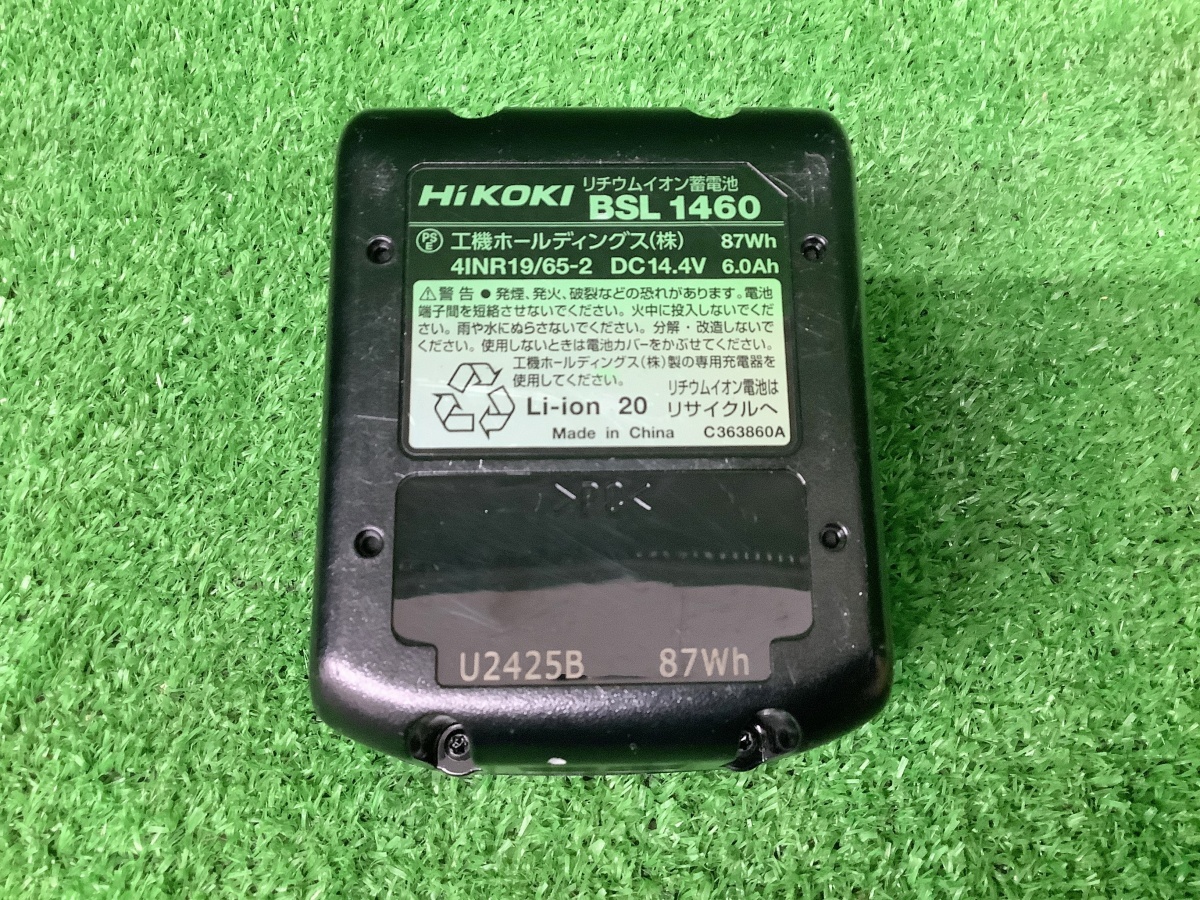 HiKOKI リチウムイオン蓄電池
BSL 1460
PS E 工機ホールディングス(株) 87Wh
4INR19/65-2 DC14.4V 6.0Ah
⚠警告 ● 発煙、発火、破裂などの恐れがあります。電池
端子間を短絡させないでください。火中に投入しないでくだ
さい。雨や水にぬらさないでください。分解・改造しないで
ください。使用しないときは電池カバーをかぶせてください。
工機ホールディングス(株)製の専用充電器を
使用してください。
リチウムイオン電池は
Li-ion 20 リサイクルへ
Made in China C363860A
>PC<
U2425B 87Wh